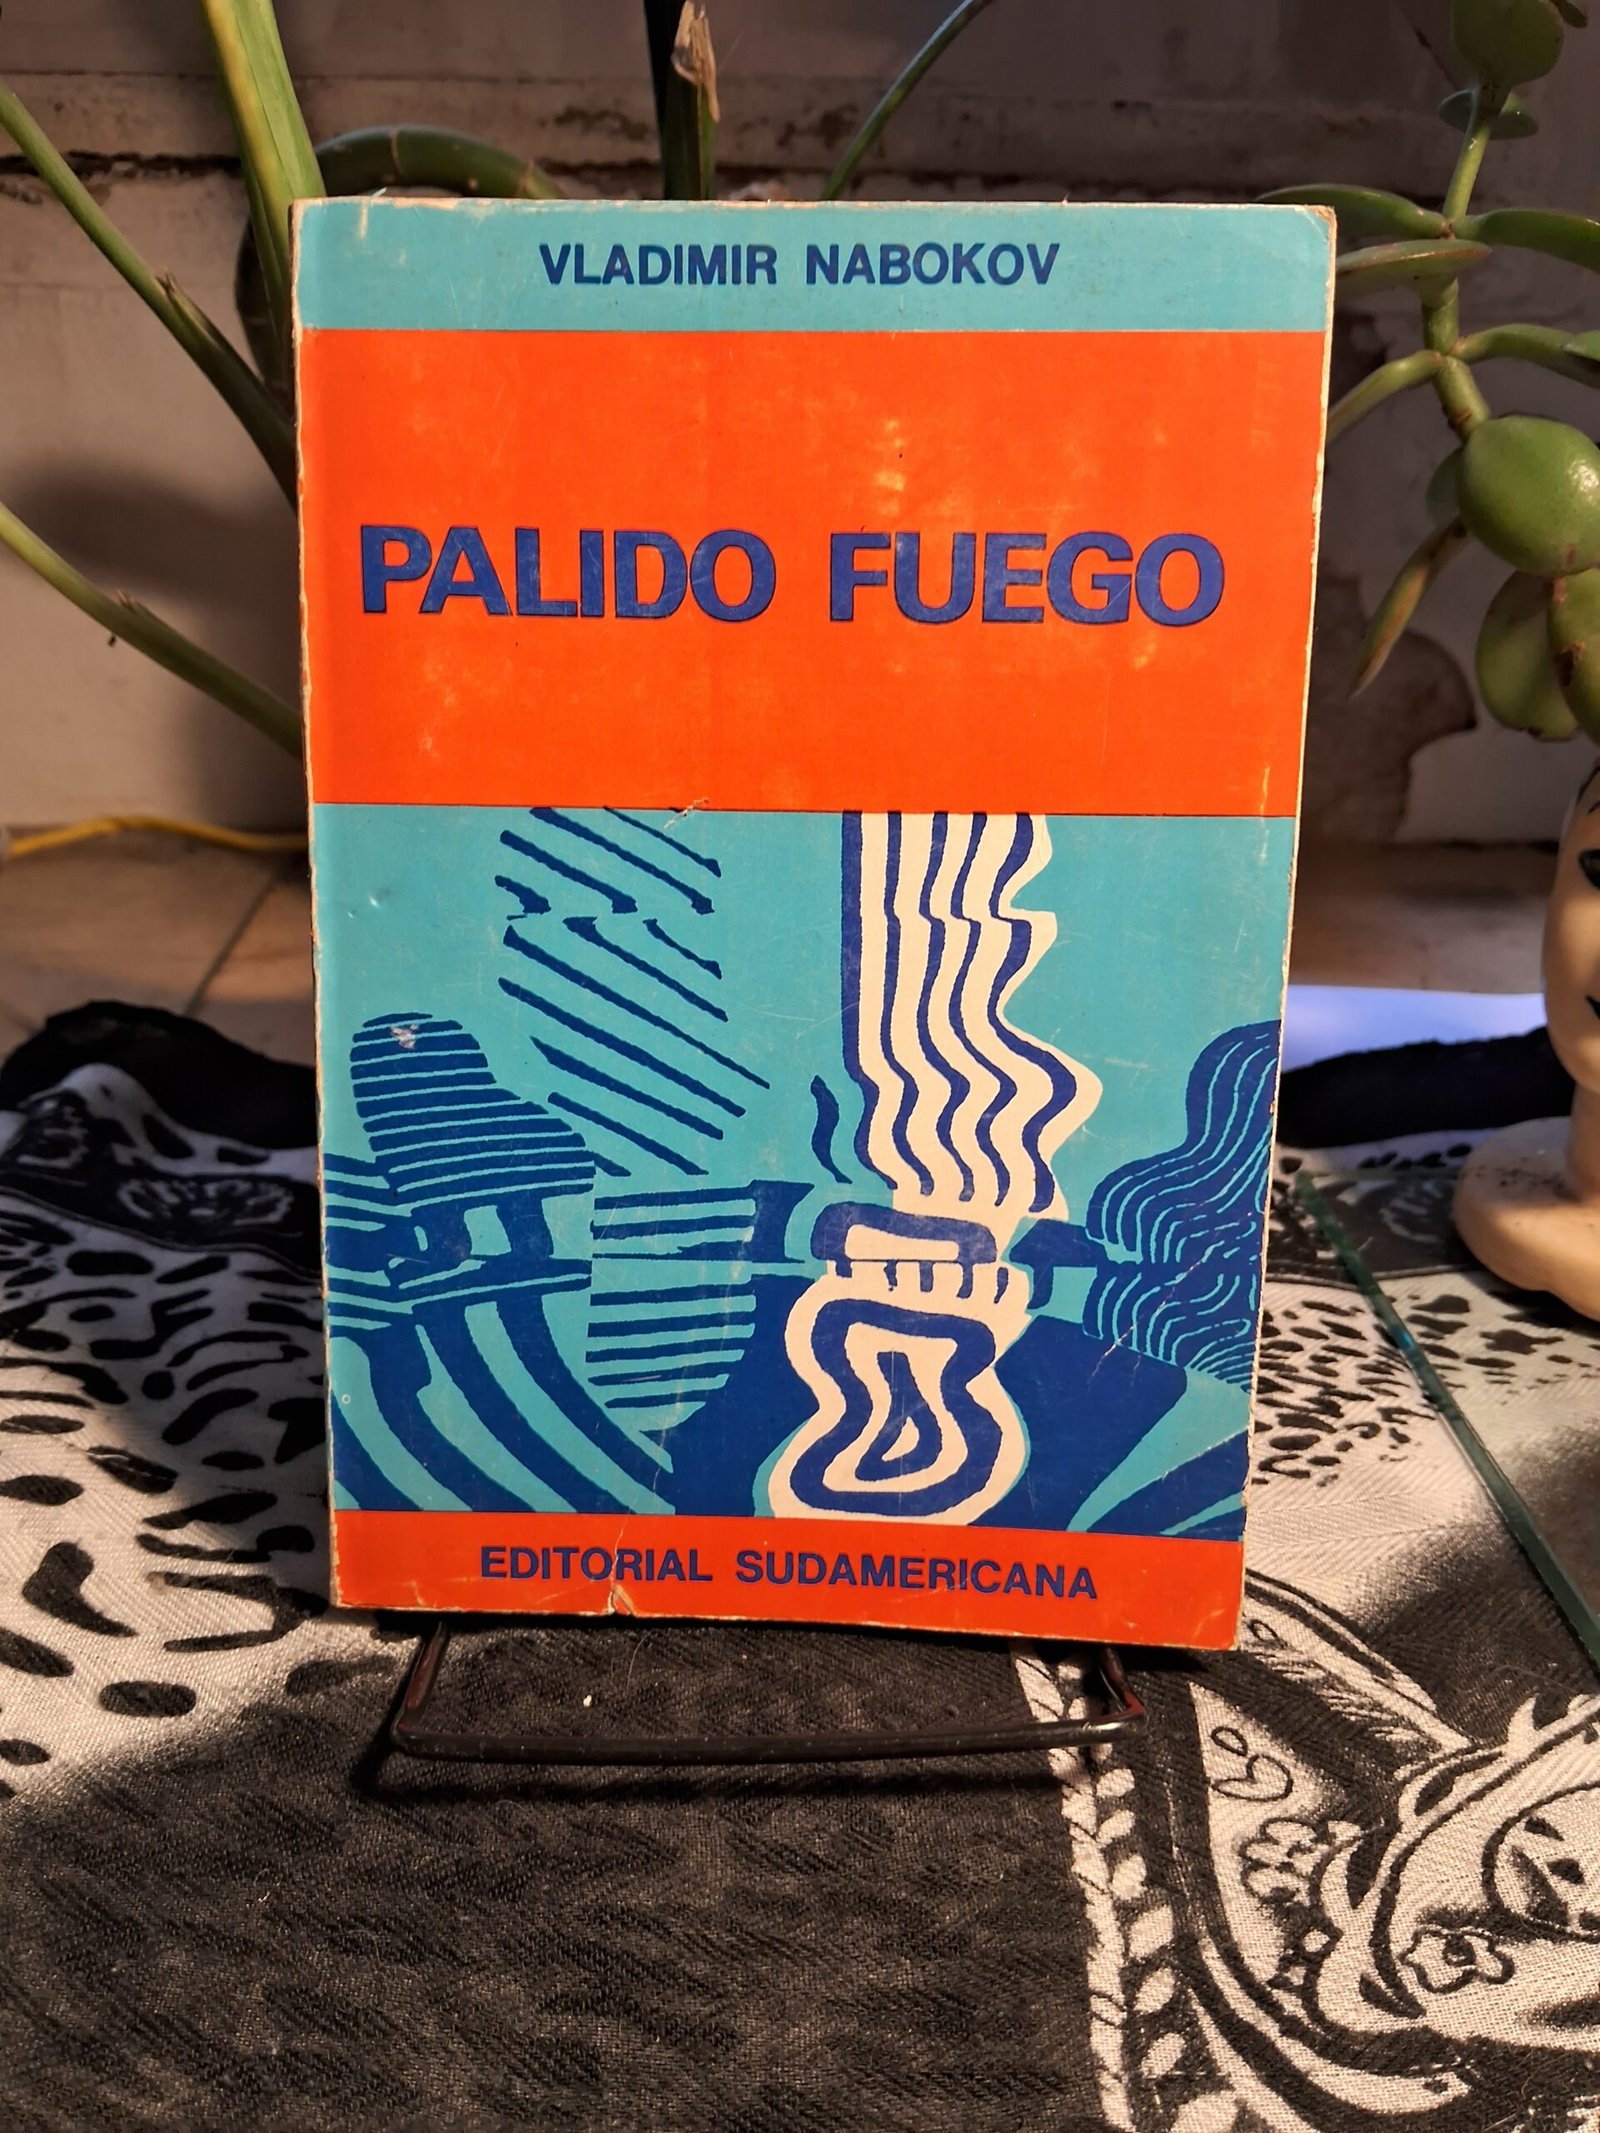 VLADIMIR NABOKOV
PALIDO FUEGO
EDITORIAL SUDAMERICANA